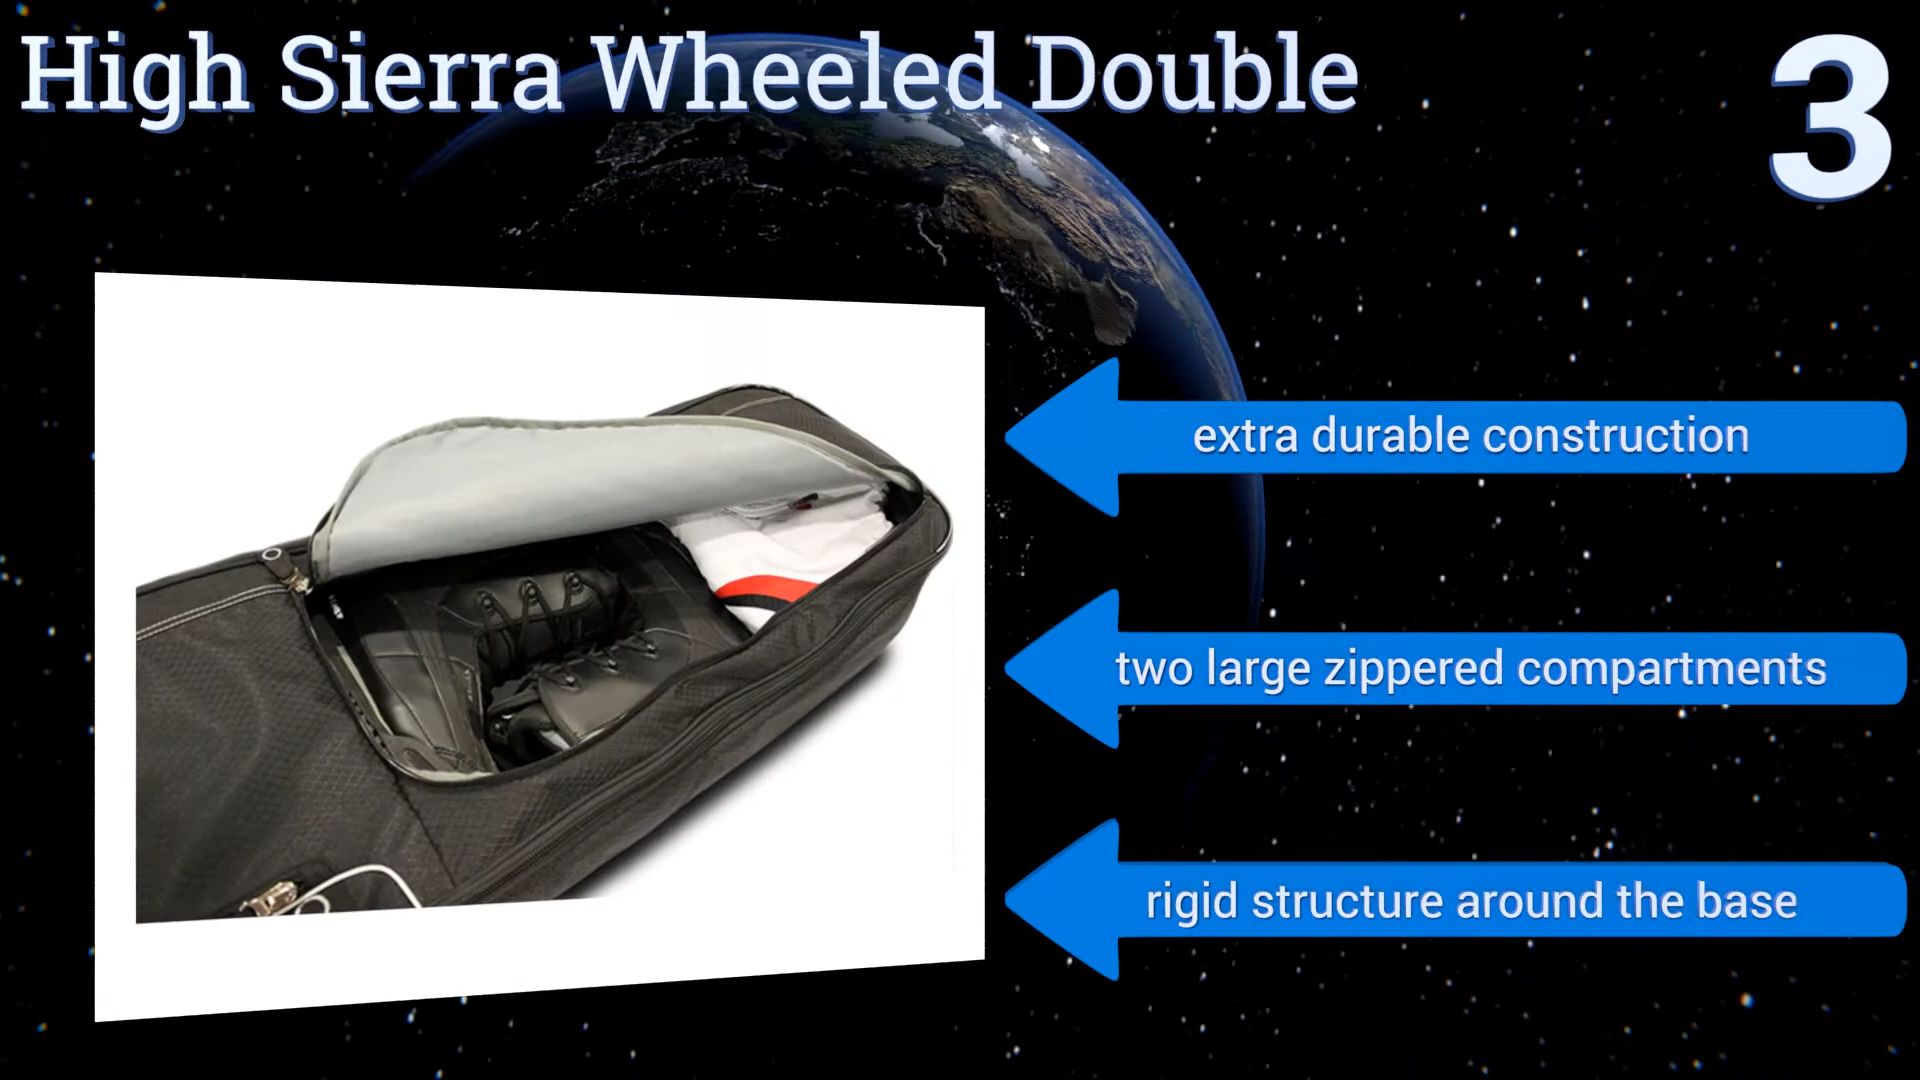 High Sierra Wheeled Double
3
extra durable construction
two large zippered compartments
rigid structure around the base